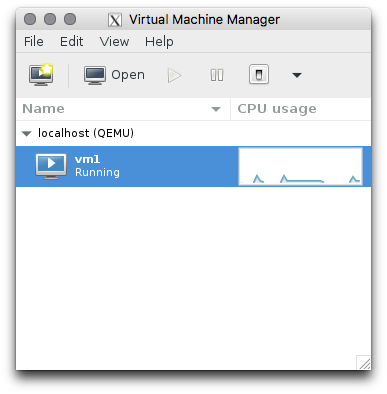 Virtual Machine Manager
File Edit View Help
Open
Name CPU usage
localhost (QEMU)
vm1
Running